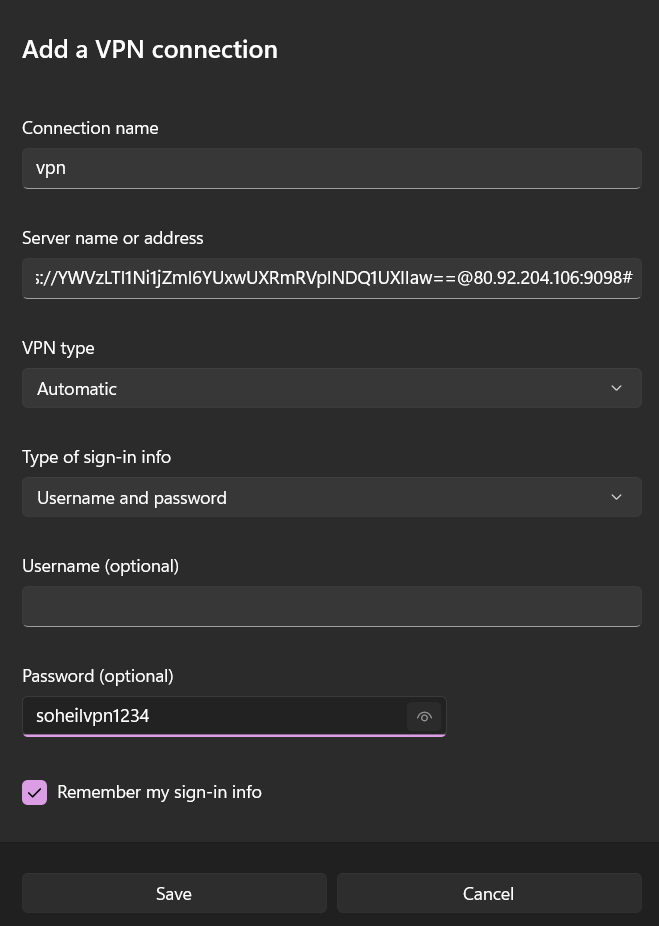 Add a VPN connection
Connection name
vpn
Server name or address
s://YWVzLTI1Ni1jZmI6YUxwUXRmRVplNDQ1UXlIaw==@80.92.204.106:9098#
VPN type
Automatic
Type of sign-in info
Username and password
Username (optional)
Password (optional)
soheilvpn1234
Remember my sign-in info
Save
Cancel